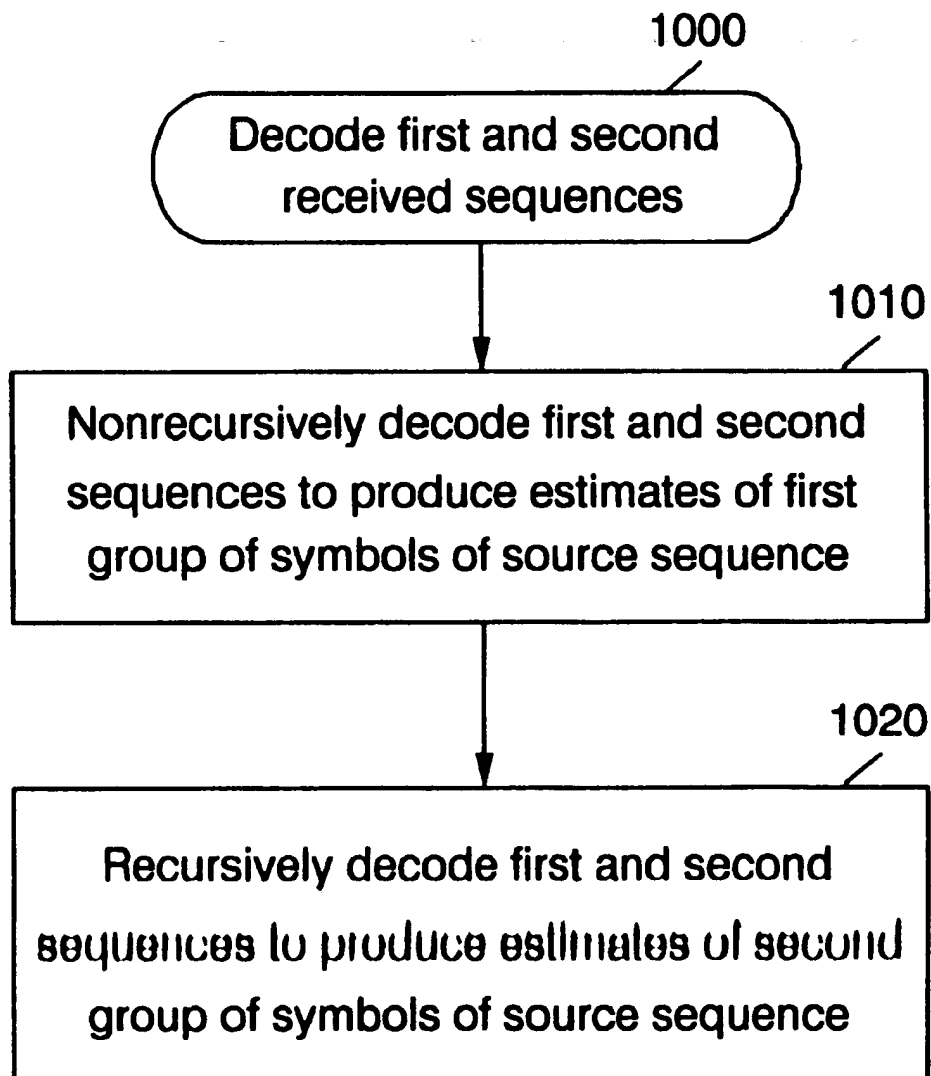 1000
Decode first and second
received sequences
1010
Nonrecursively decode first and second
sequences to produce estimates of first
group of symbols of source sequence
1020
Recursively decode first and second
sequences to produce estimates of second
group of symbols of source sequence